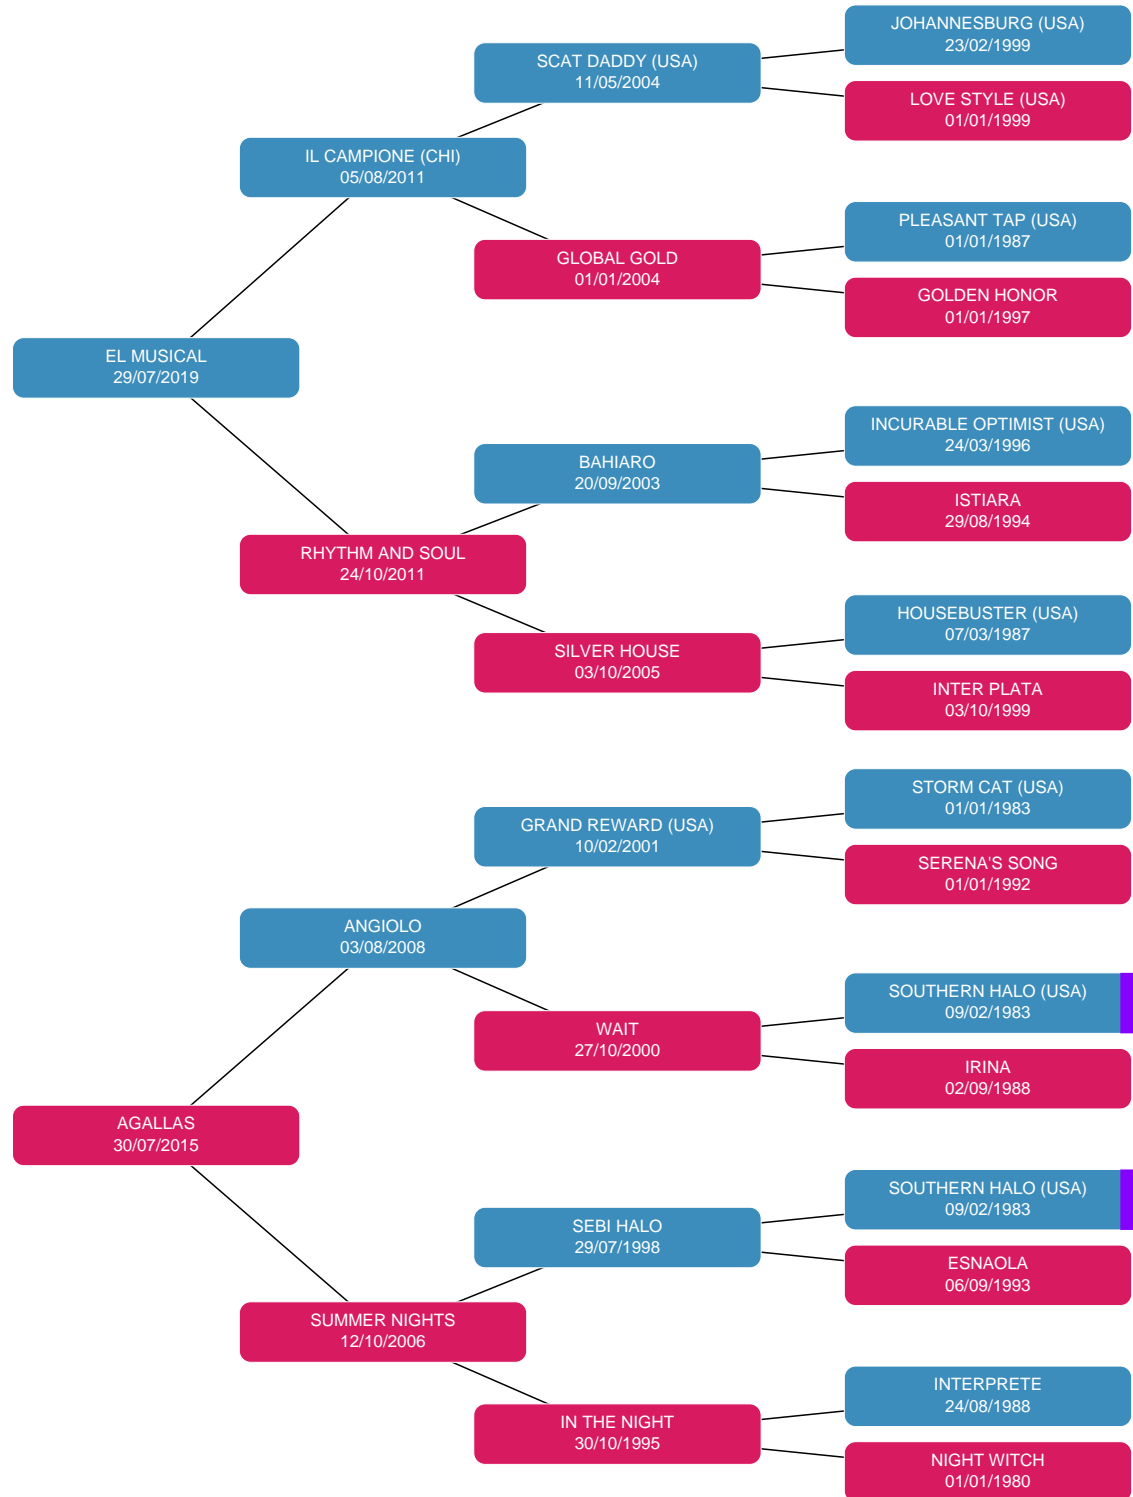 JOHANNESBURG (USA)
23/02/1999
SCAT DADDY (USA)
11/05/2004
LOVE STYLE (USA)
01/01/1999
IL CAMPIONE (CHI)
05/08/2011
PLEASANT TAP (USA)
01/01/1987
GLOBAL GOLD
01/01/2004
GOLDEN HONOR
01/01/1997
EL MUSICAL
29/07/2019
INCURABLE OPTIMIST (USA)
24/03/1996
BAHIARO
20/09/2003
ISTIARA
29/08/1994
RHYTHM AND SOUL
24/10/2011
HOUSEBUSTER (USA)
07/03/1987
SILVER HOUSE
03/10/2005
INTER PLATA
03/10/1999
STORM CAT (USA)
01/01/1983
GRAND REWARD (USA)
10/02/2001
SERENA'S SONG
01/01/1992
ANGIOLO
03/08/2008
SOUTHERN HALO (USA)
09/02/1983
WAIT
27/10/2000
IRINA
02/09/1988
AGALLAS
30/07/2015
SOUTHERN HALO (USA)
09/02/1983
SEBI HALO
29/07/1998
ESNAOLA
06/09/1993
SUMMER NIGHTS
12/10/2006
INTERPRETE
24/08/1988
IN THE NIGHT
30/10/1995
NIGHT WITCH
01/01/1980